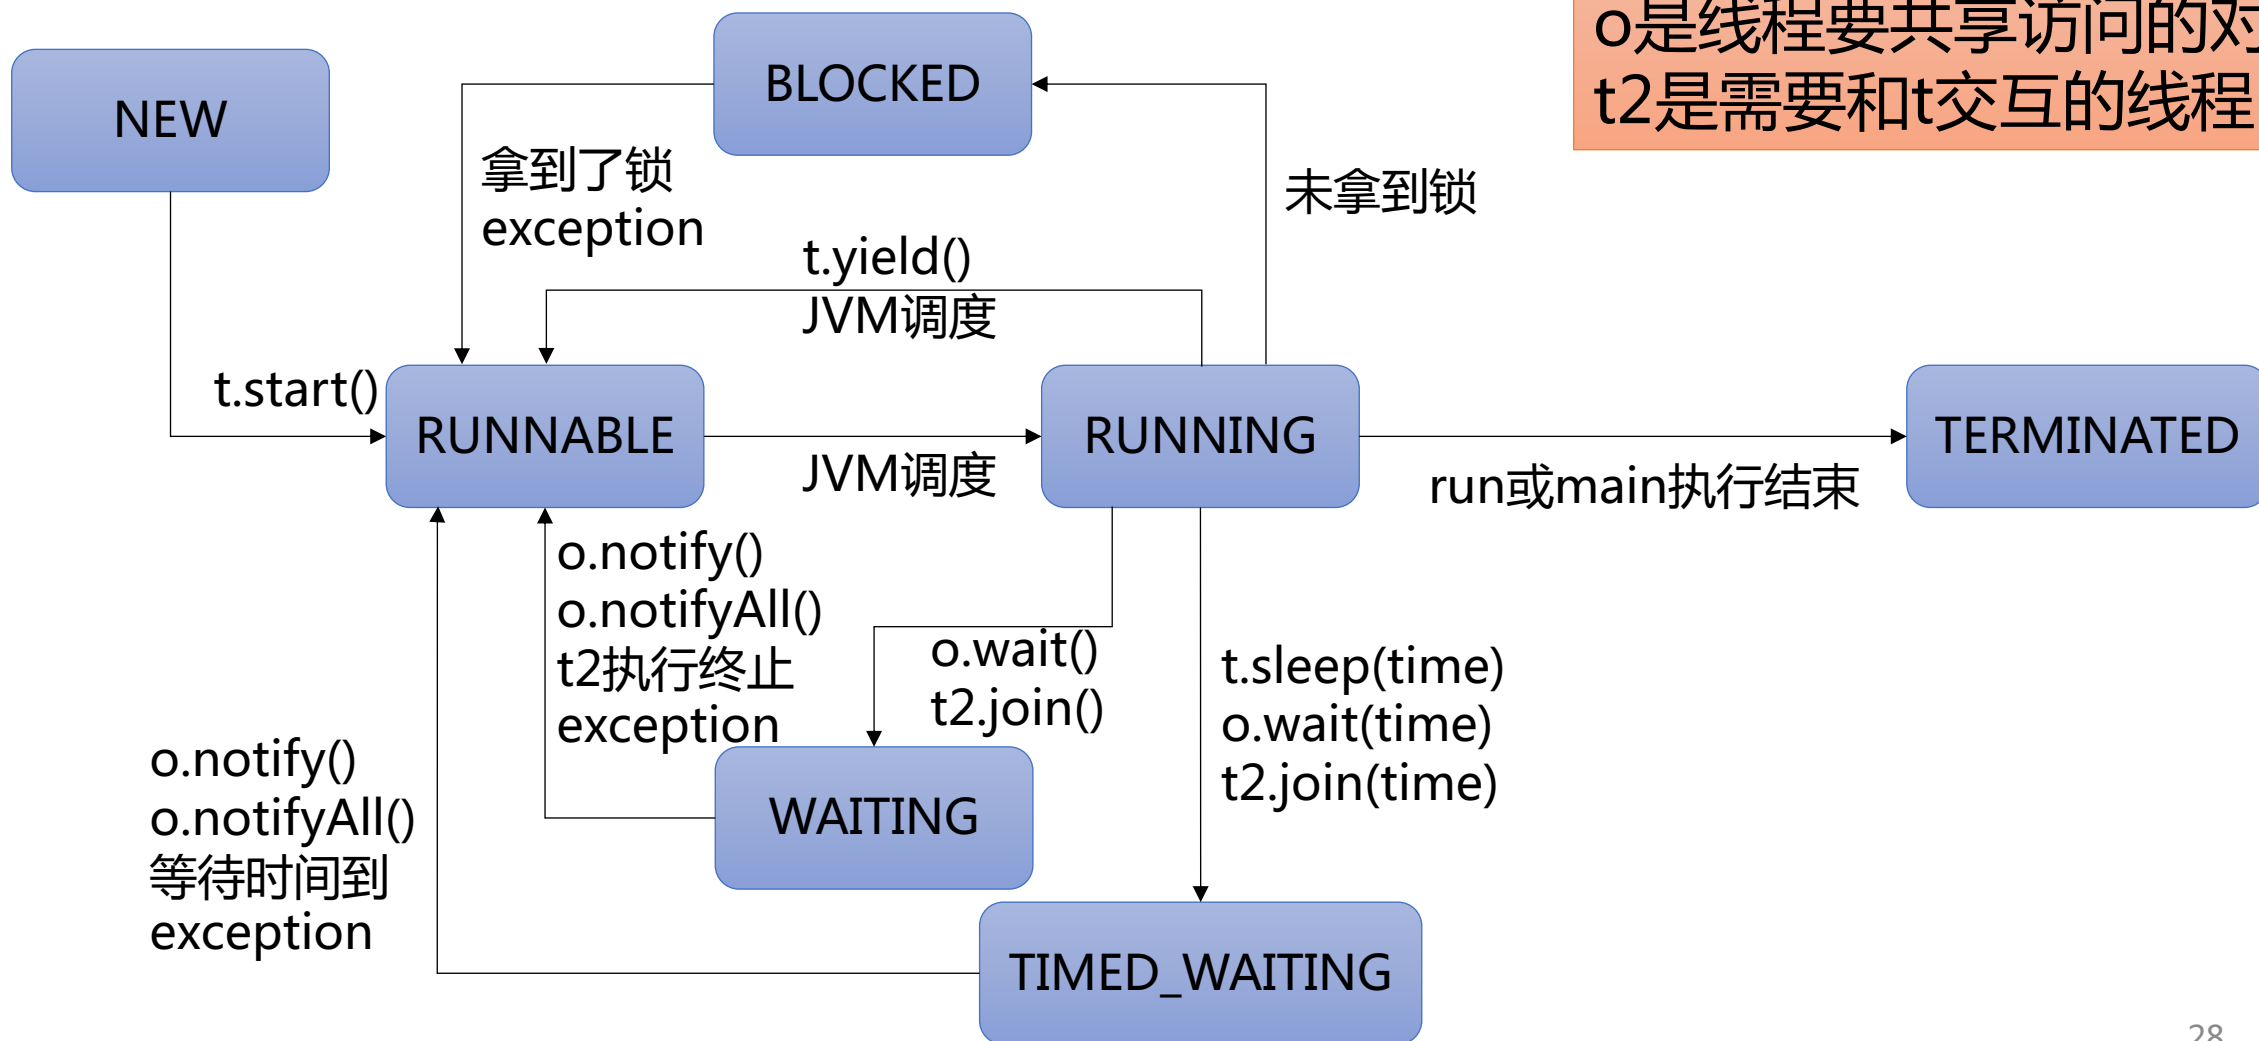 o是线程要共享访问的对
t2是需要和t交互的线程
NEW
BLOCKED
拿到了锁
exception
未拿到锁
t.yield()
JVM调度
t.start()
RUNNABLE
JVM调度
RUNNING
run或main执行结束
TERMINATED
o.notify()
o.notifyAll()
t2执行终止
exception
o.wait()
t2.join()
t.sleep(time)
o.wait(time)
t2.join(time)
o.notify()
o.notifyAll()
等待时间到
exception
WAITING
TIMED_WAITING
28